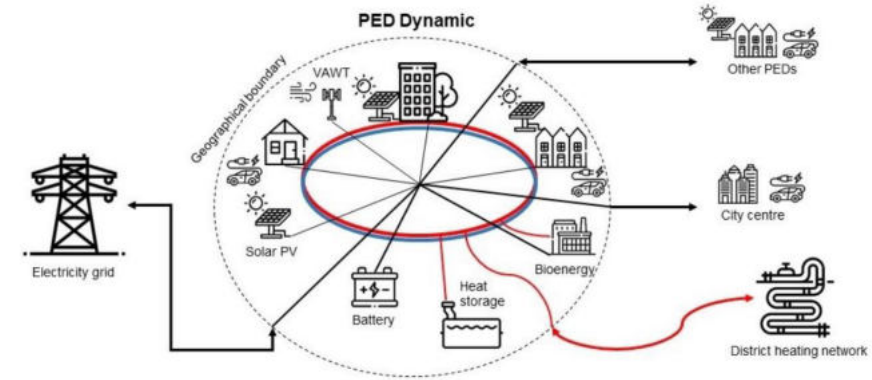 PED Dynamic
Geographical boundary
VAWT
Other PEDs
City centre
Solar PV
Electricity grid
Bioenergy
Battery
Heat
storage
District heating network